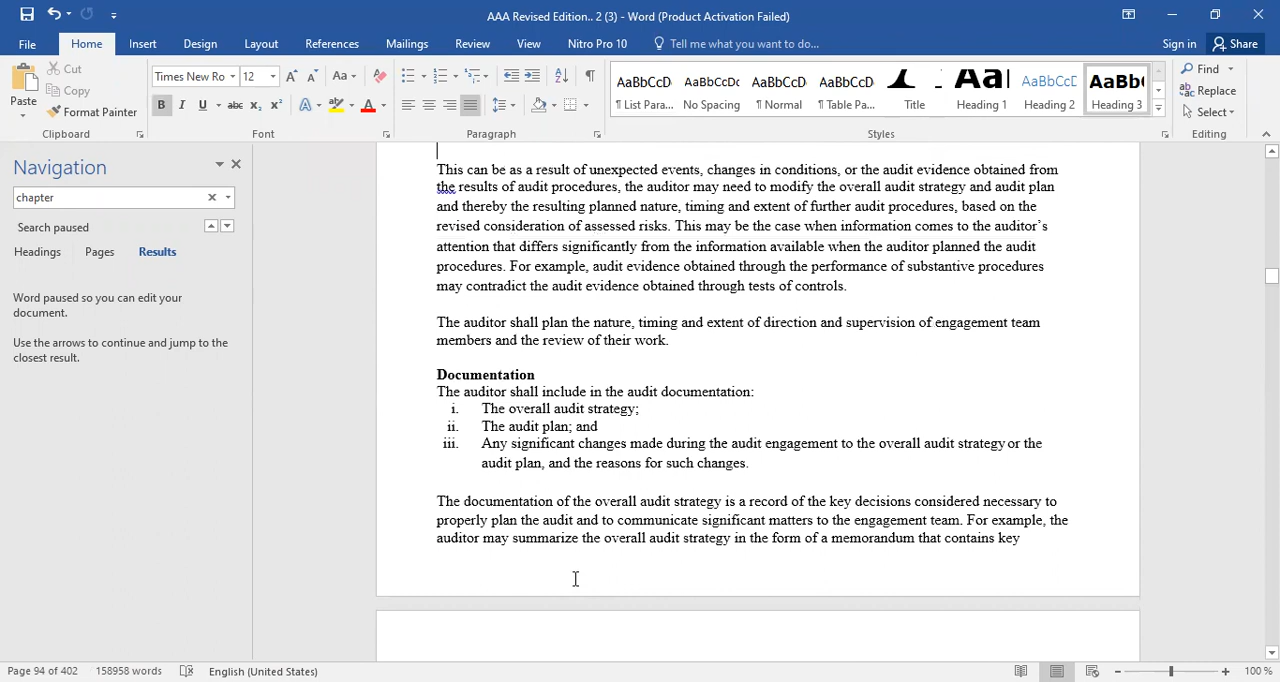 AAA Revised Edition.. 2 (3) - Word (Product Activation Failed)
File Home Insert Design Layout References Mailings Review View Nitro Pro 10 Tell me what you want to do... Sign in Share
Cut
Copy
Paste
Format Painter
Clipboard
Times New Ro 12
Font
Paragraph
AaBbCcD AaBbCcDc AaBbCcD AaBbCcD
¶ List Para... No Spacing ¶ Normal ¶ Table Pa... Title Heading 1 Heading 2 Heading 3
Styles
Find
Replace
Select
Editing
Navigation
chapter
Search paused
Headings Pages Results
Word paused so you can edit your
document.
Use the arrows to continue and jump to the
closest result.
This can be as a result of unexpected events, changes in conditions, or the audit evidence obtained from
the results of audit procedures, the auditor may need to modify the overall audit strategy and audit plan
and thereby the resulting planned nature, timing and extent of further audit procedures, based on the
revised consideration of assessed risks. This may be the case when information comes to the auditor's
attention that differs significantly from the information available when the auditor planned the audit
procedures. For example, audit evidence obtained through the performance of substantive procedures
may contradict the audit evidence obtained through tests of controls.
The auditor shall plan the nature, timing and extent of direction and supervision of engagement team
members and the review of their work.
Documentation
The auditor shall include in the audit documentation:
i. The overall audit strategy;
ii. The audit plan; and
iii. Any significant changes made during the audit engagement to the overall audit strategy or the
audit plan, and the reasons for such changes.
The documentation of the overall audit strategy is a record of the key decisions considered necessary to
properly plan the audit and to communicate significant matters to the engagement team. For example, the
auditor may summarize the overall audit strategy in the form of a memorandum that contains key
Page 94 of 402 158958 words English (United States) 100 %